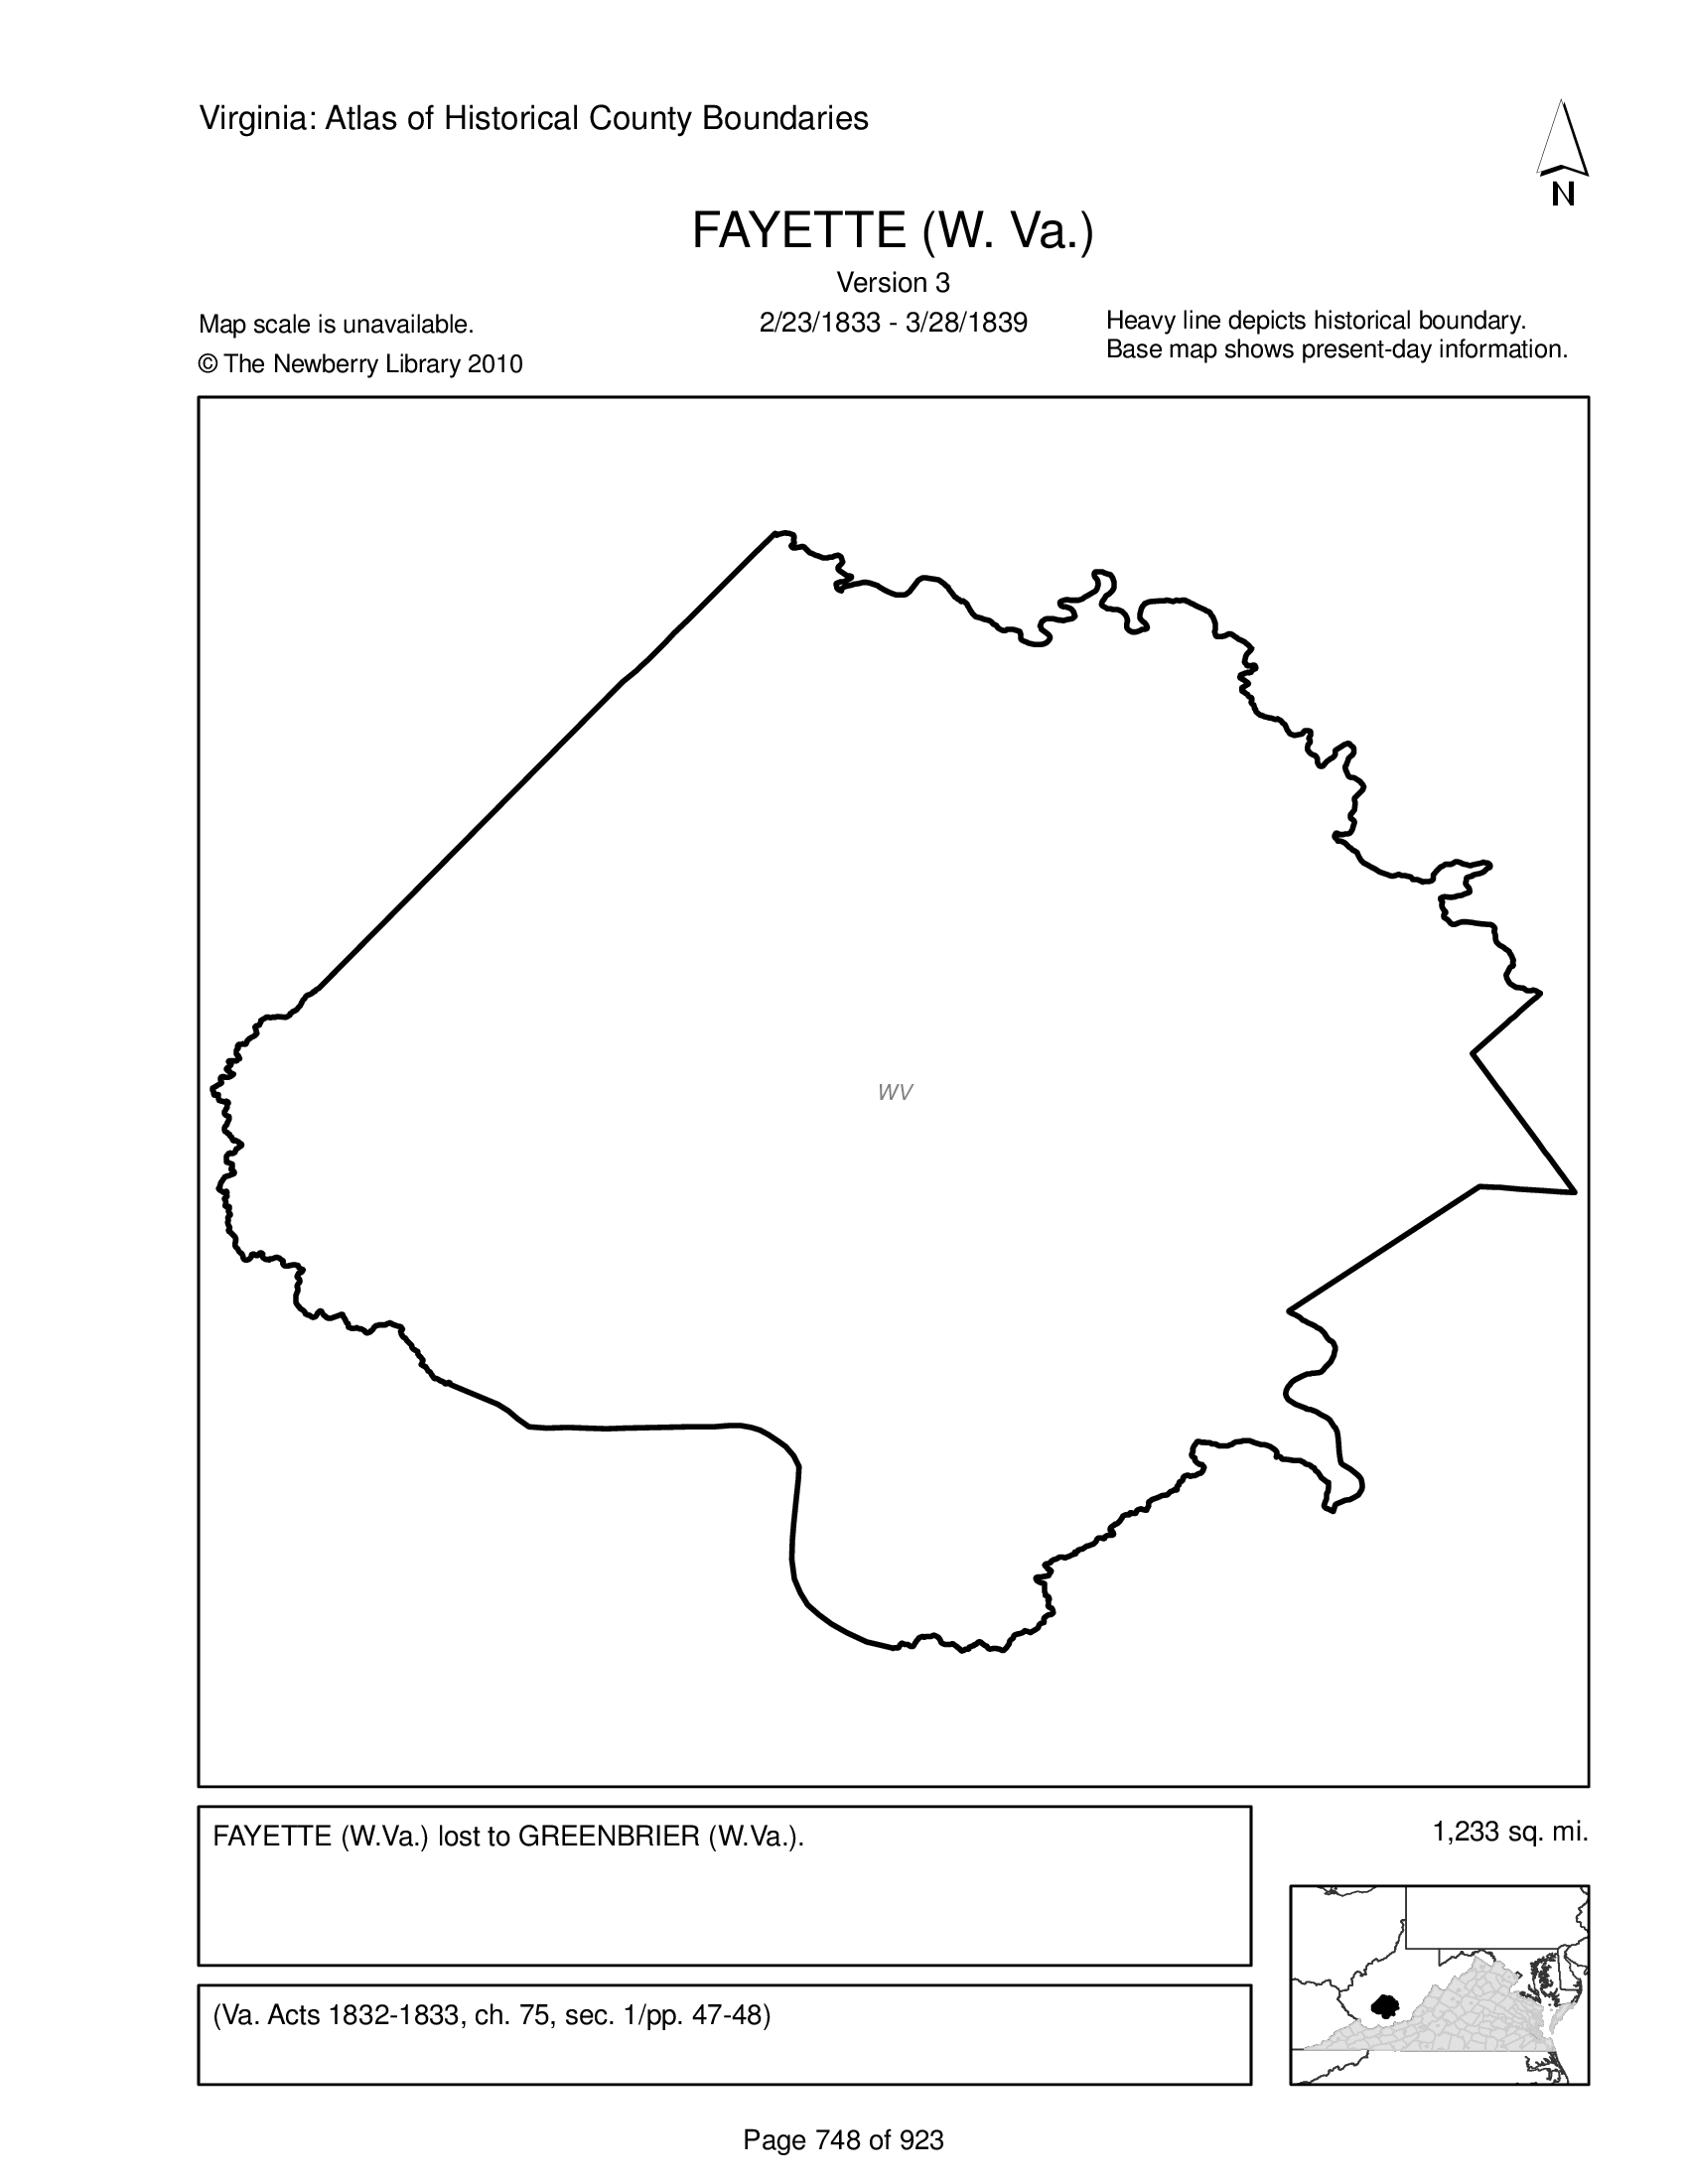 Virginia: Atlas of Historical County Boundaries
N
FAYETTE (W. Va.)
Version 3
2/23/1833 - 3/28/1839
Map scale is unavailable.
© The Newberry Library 2010
Heavy line depicts historical boundary.
Base map shows present-day information.
WV
FAYETTE (W.Va.) lost to GREENBRIER (W.Va.).
1,233 sq. mi.
(Va. Acts 1832-1833, ch. 75, sec. 1/pp. 47-48)
Page 748 of 923